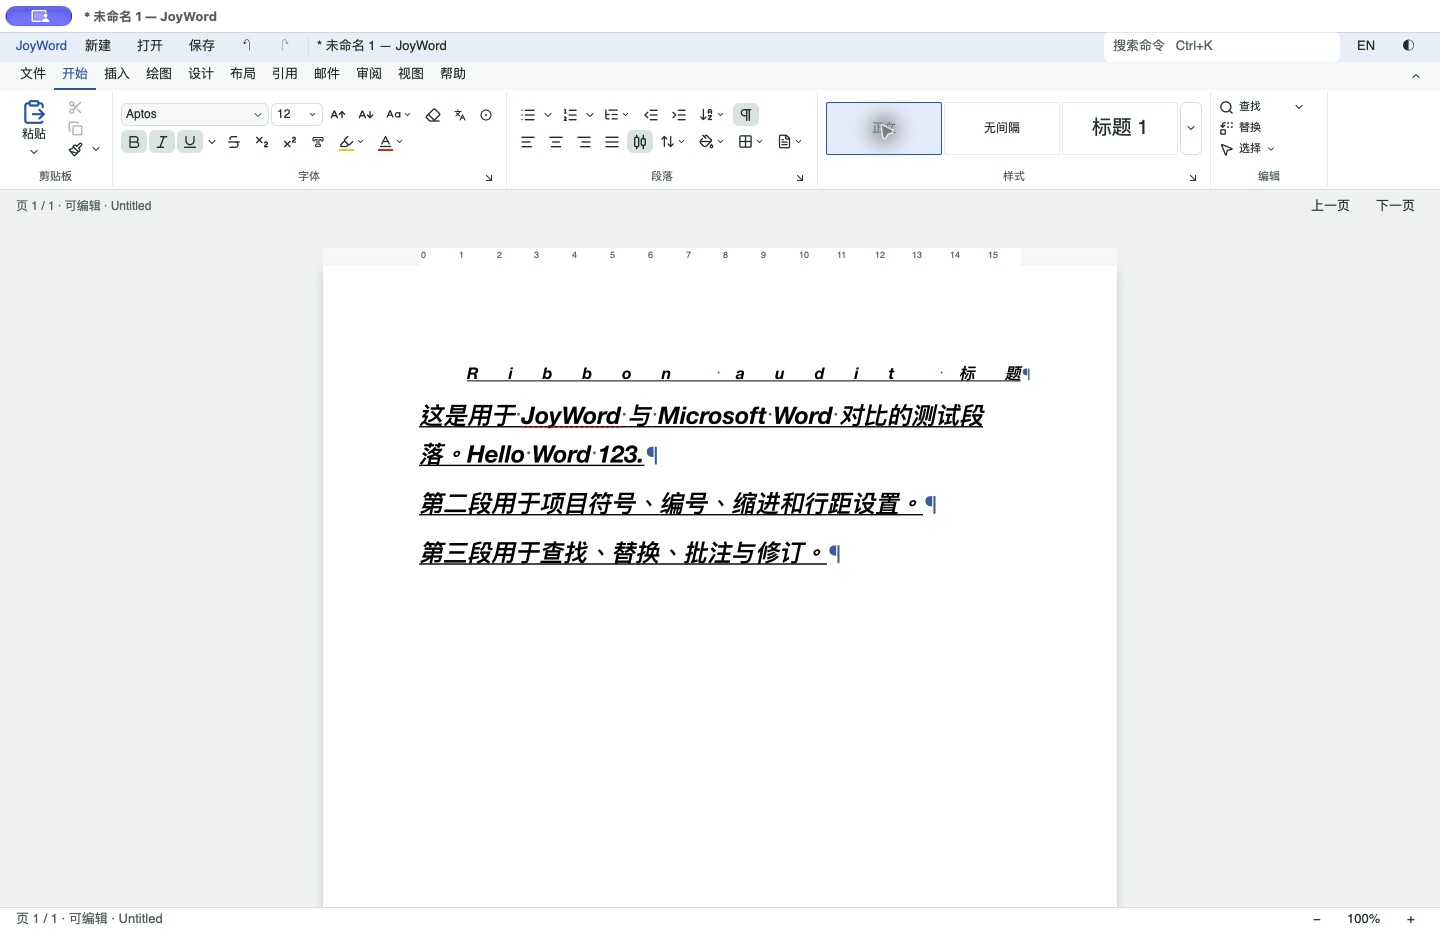 * 未命名 1 — JoyWord
JoyWord 新建 打开 保存 * 未命名 1 — JoyWord 搜索命令 Ctrl+K EN
文件 开始 插入 绘图 设计 布局 引用 邮件 审阅 视图 帮助
粘贴
剪贴板
Aptos 12
Aa
B I U S X₂ X² A
字体
段落
正文 无间隔 标题 1
样式
查找
替换
选择
编辑
页 1 / 1 · 可编辑 · Untitled 上一页 下一页
0 1 2 3 4 5 6 7 8 9 10 11 12 13 14 15
Ribbon·audit·标题¶
这是用于·JoyWord·与·Microsoft·Word·对比的测试段
落。Hello·Word·123.¶
第二段用于项目符号、编号、缩进和行距设置。¶
第三段用于查找、替换、批注与修订。¶
页 1 / 1 · 可编辑 · Untitled − 100% +